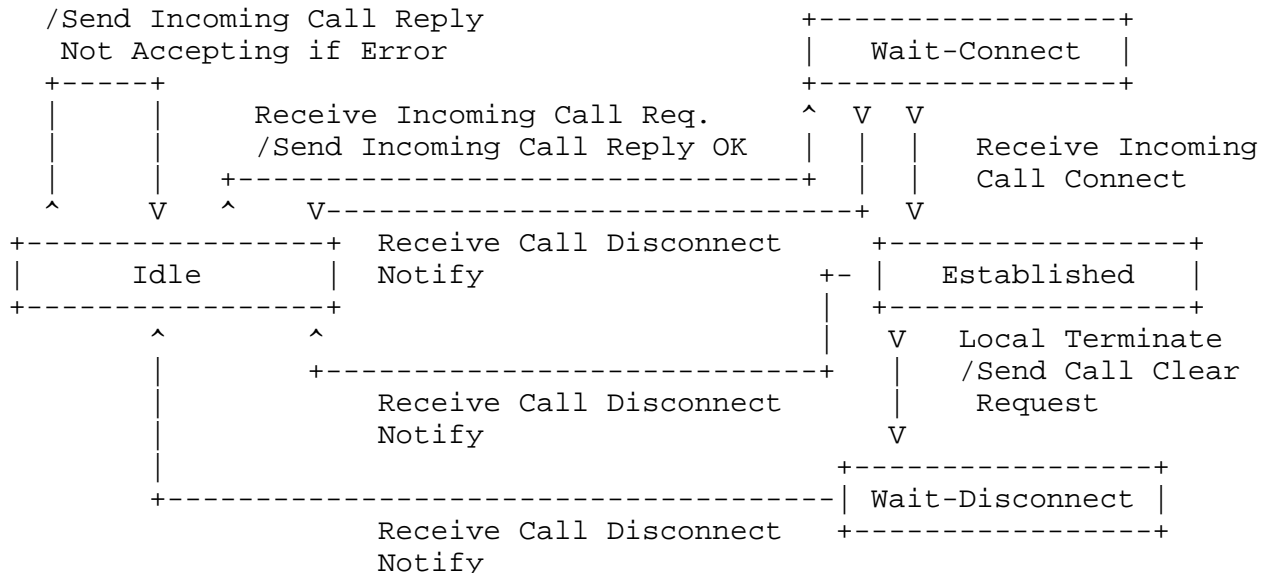 /Send Incoming Call Reply
Not Accepting if Error
Wait-Connect
Receive Incoming Call Req.
/Send Incoming Call Reply OK
Receive Incoming
Call Connect
Receive Call Disconnect
Notify
Idle
Established
Local Terminate
/Send Call Clear
Request
Receive Call Disconnect
Notify
Wait-Disconnect
Receive Call Disconnect
Notify